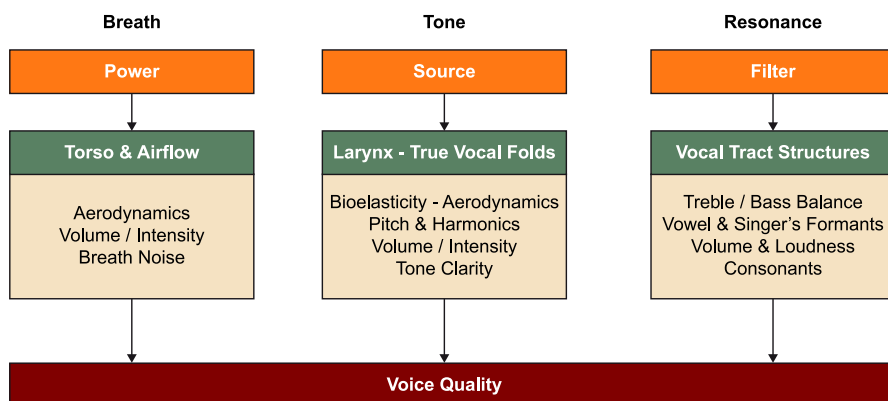 Breath
Tone
Resonance
Power
Source
Filter
Torso & Airflow
Larynx - True Vocal Folds
Vocal Tract Structures
Aerodynamics
Volume / Intensity
Breath Noise
Bioelasticity - Aerodynamics
Pitch & Harmonics
Volume / Intensity
Tone Clarity
Treble / Bass Balance
Vowel & Singer’s Formants
Volume & Loudness
Consonants
Voice Quality